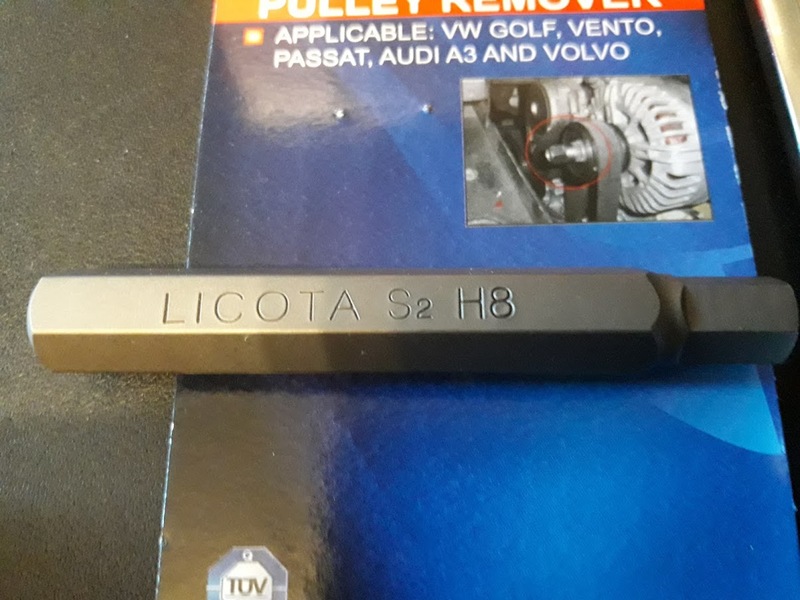 PULLEY REMOVER
APPLICABLE: VW GOLF, VENTO,
PASSAT, AUDI A3 AND VOLVO
LICOTA S2 H8
TÜV